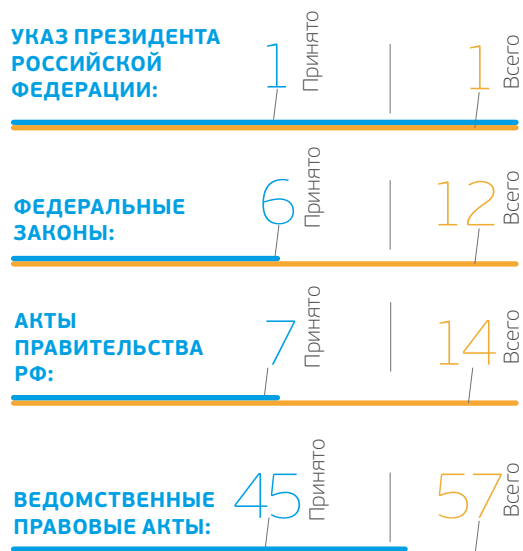 УКАЗ ПРЕЗИДЕНТА
РОССИЙСКОЙ
ФЕДЕРАЦИИ:
1 Принято
1 Всего
ФЕДЕРАЛЬНЫЕ
ЗАКОНЫ:
6 Принято
12 Всего
АКТЫ
ПРАВИТЕЛЬСТВА
РФ:
7 Принято
14 Всего
ВЕДОМСТВЕННЫЕ
ПРАВОВЫЕ АКТЫ:
45 Принято
57 Всего